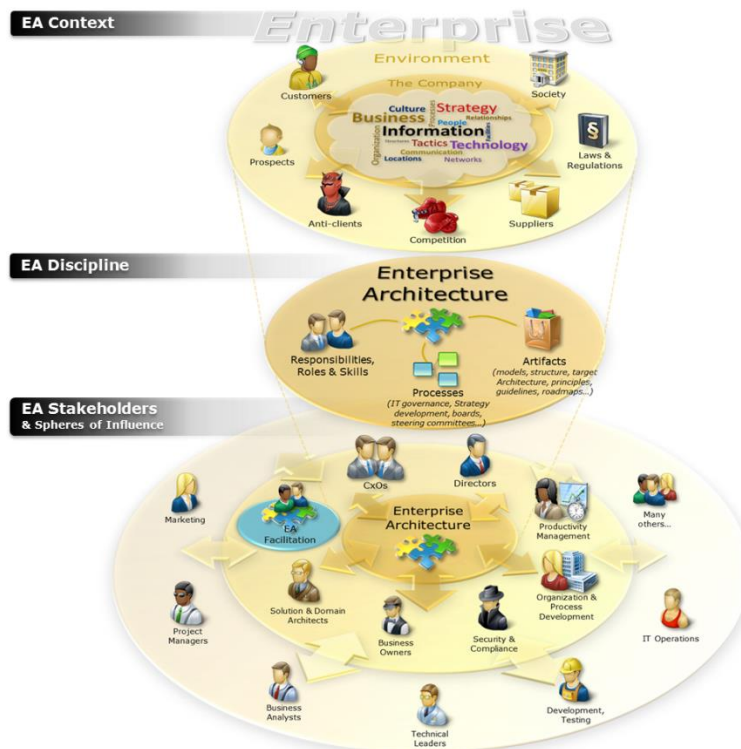 EA Context
Enterprise
Environment
The Company
Customers
Society
Culture
Strategy
Processes
Relationships
Business
People
Information
Organization
Tactics
Technology
Communication
Locations
Networks
Prospects
Laws &
Regulations
Anti-clients
Competition
Suppliers
EA Discipline
Enterprise
Architecture
Responsibilities,
Roles & Skills
Processes
(IT governance, Strategy
development, boards,
steering committees...)
Artifacts
(models, structure, target
Architecture, principles,
guidelines, roadmaps...)
EA Stakeholders
& Spheres of Influence
CxOs
Directors
Marketing
EA
Facilitation
Enterprise
Architecture
Productivity
Management
Many
others...
Project
Managers
Solution & Domain
Architects
Business
Owners
Security &
Compliance
Organization &
Process
Development
IT Operations
Business
Analysts
Technical
Leaders
Development,
Testing